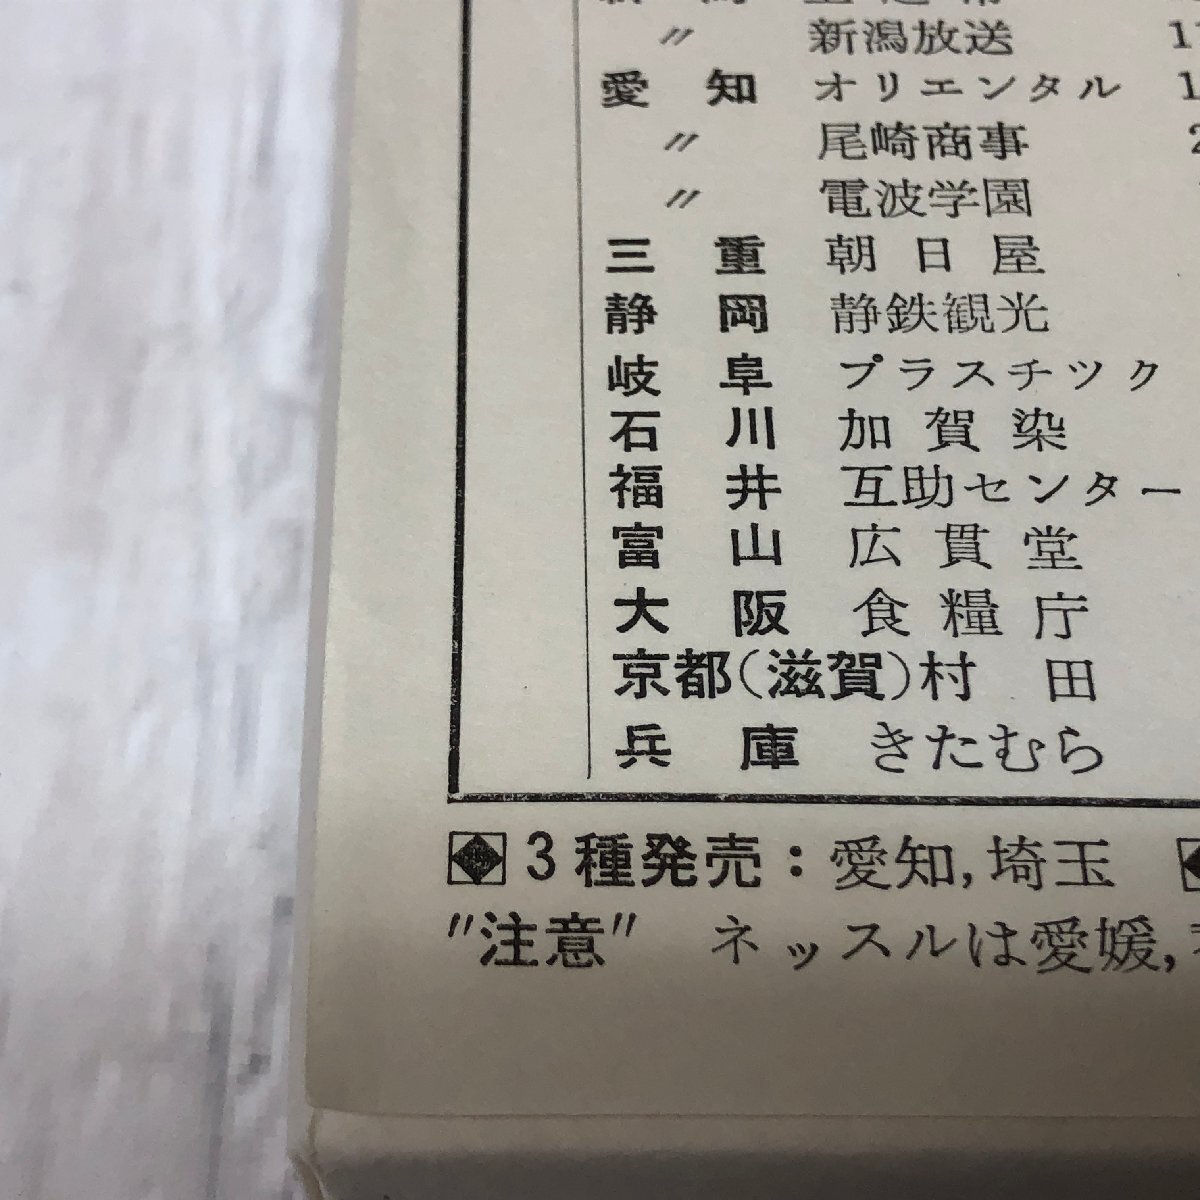 〃 新潟放送
愛知 オリエンタル
〃 尾崎商事
〃 電波学園
三重 朝日屋
静岡 静鉄観光
岐阜 プラスチツク
石川 加賀染
福井 互助センター
富山 広貫堂
大阪 食糧庁
京都(滋賀)村田
兵庫 きたむら
3種発売:愛知,埼玉
"注意" ネッスルは愛媛,